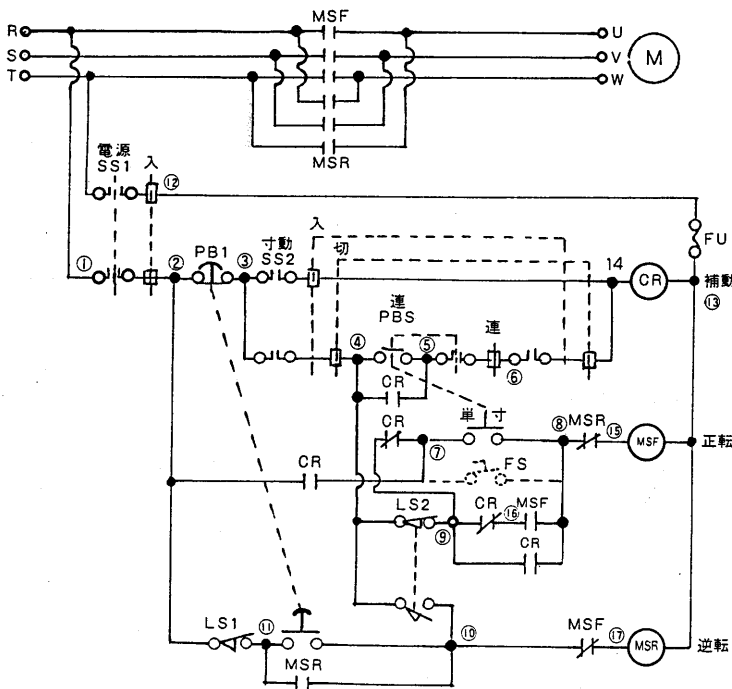 MSF
R
U
S
V
M
T
W
MSR
電源
SS1
入
⑫
FU
入
切
寸動
SS2
PB1
①
②
③
14
CR
補動
⑬
連
PBS
連
④
⑤
⑥
CR
単 寸
CR
⑦
⑧
MSR
⑮
MSF
正転
FS
CR
LS2
CR
⑯
MSF
⑨
CR
LS1
⑪
⑩
MSF
⑰
MSR
逆転
MSR